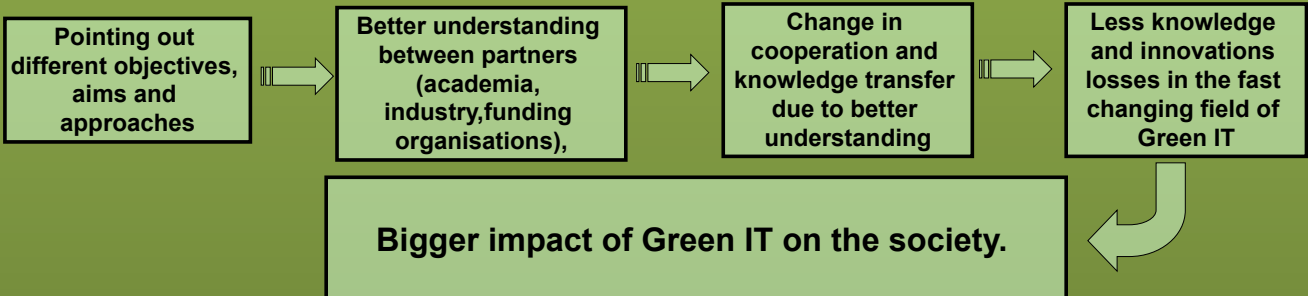 Pointing out
different objectives,
aims and
approaches
Better understanding
between partners
(academia,
industry,funding
organisations),
Change in
cooperation and
knowledge transfer
due to better
understanding
Less knowledge
and innovations
losses in the fast
changing field of
Green IT
Bigger impact of Green IT on the society.